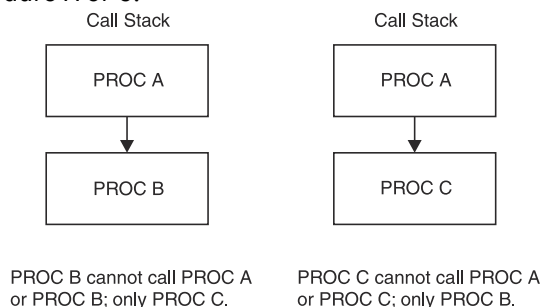 Call Stack
PROC A
PROC B
PROC B cannot call PROC A
or PROC B; only PROC C.
Call Stack
PROC A
PROC C
PROC C cannot call PROC A
or PROC C; only PROC B.